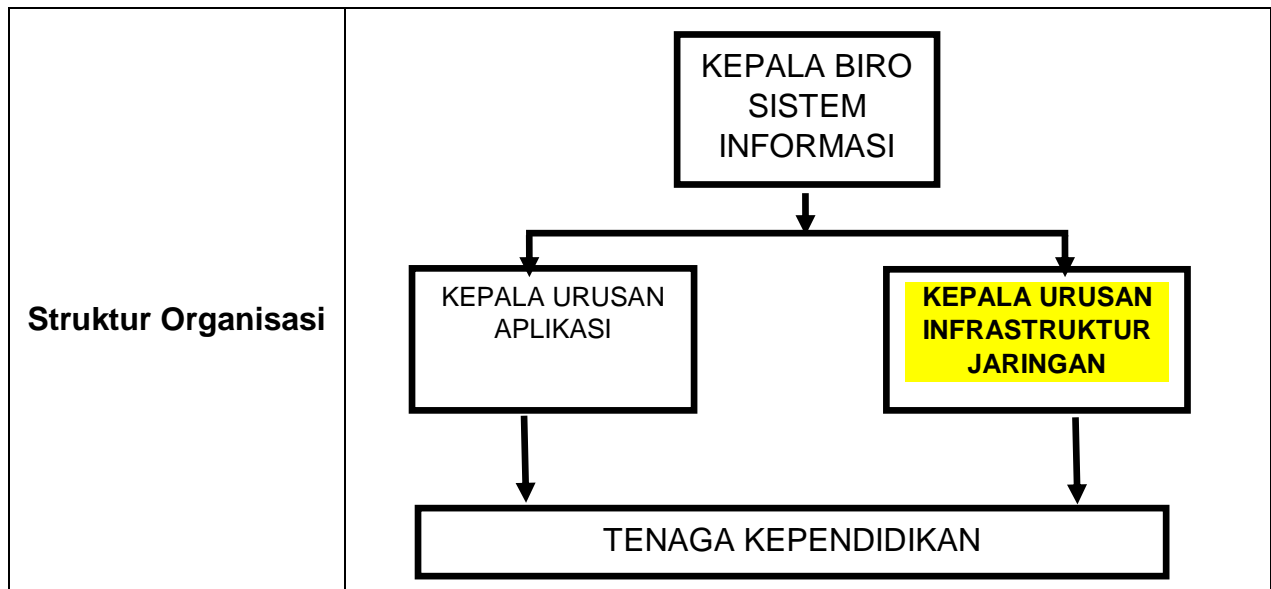 Struktur Organisasi
KEPALA BIRO
SISTEM
INFORMASI
KEPALA URUSAN
APLIKASI
KEPALA URUSAN
INFRASTRUKTUR
JARINGAN
TENAGA KEPENDIDIKAN